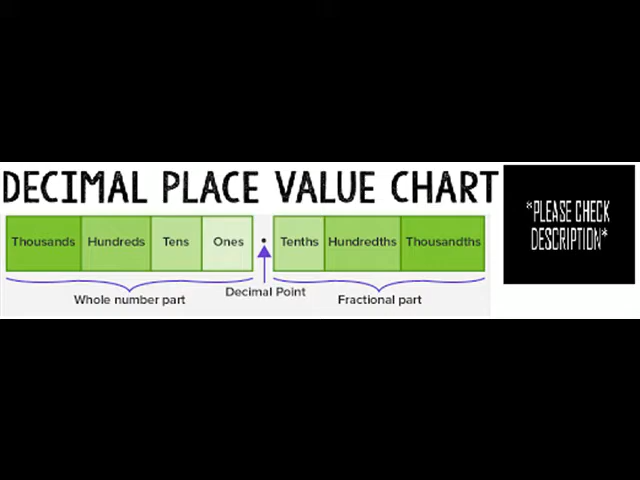 DECIMAL PLACE VALUE CHART
Thousands Hundreds Tens Ones . Tenths Hundredths Thousandths
Whole number part
Decimal Point
Fractional part
*PLEASE CHECK
DESCRIPTION*